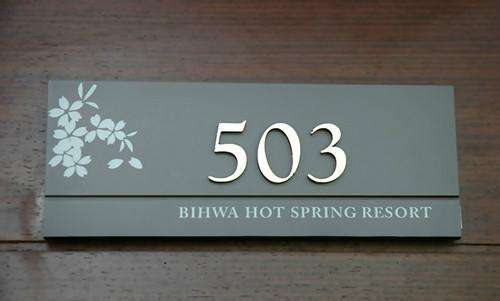 503
BIHWA HOT SPRING RESORT